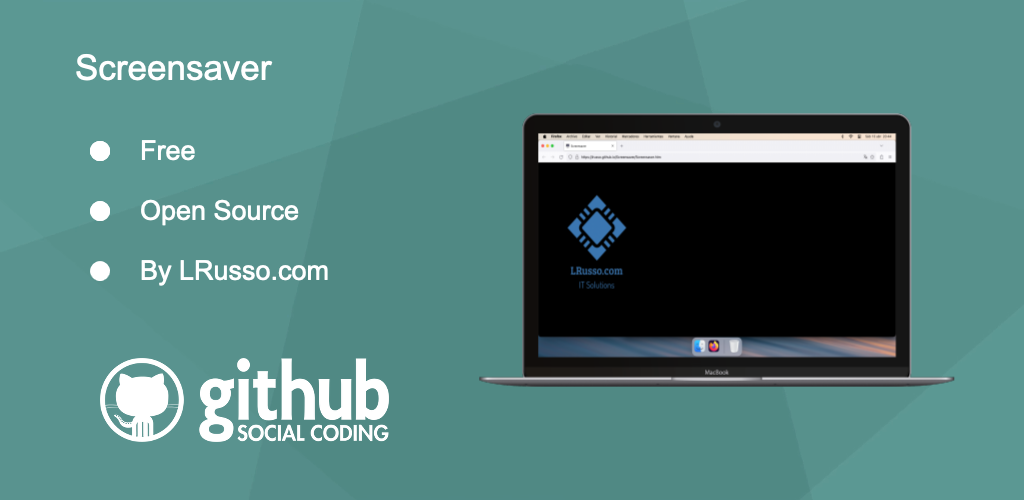 Screensaver
Free
Open Source
By LRusso.com
github
SOCIAL CODING
LRusso.com
IT Solutions
MacBook